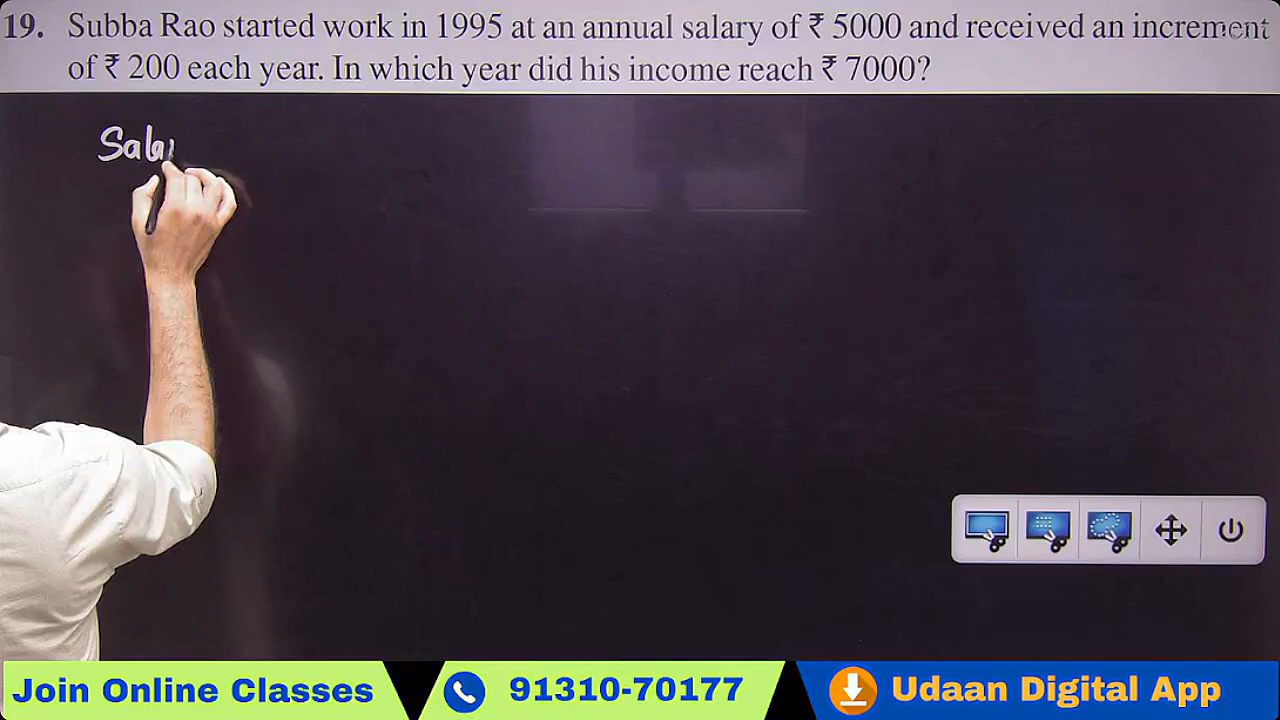 19. Subba Rao started work in 1995 at an annual salary of ₹ 5000 and received an increment
of ₹ 200 each year. In which year did his income reach ₹ 7000?
Join Online Classes
91310-70177
Udaan Digital App